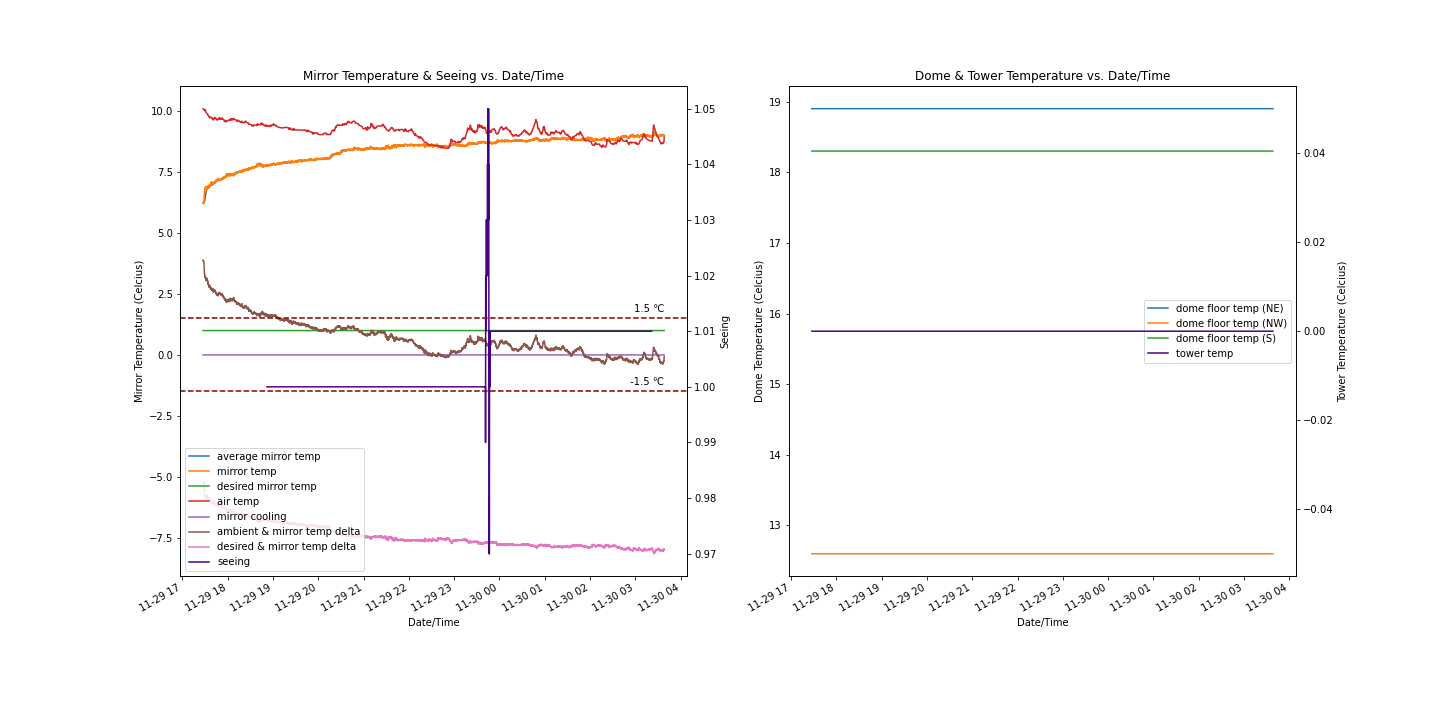 Mirror Temperature & Seeing vs. Date/Time
Mirror Temperature (Celcius)
10.0
7.5
5.0
2.5
0.0
−2.5
−5.0
−7.5
1.5 °C
-1.5 °C
average mirror temp
mirror temp
desired mirror temp
air temp
mirror cooling
ambient & mirror temp delta
desired & mirror temp delta
seeing
1.05
1.04
1.03
1.02
1.01
1.00
0.99
0.98
0.97
Seeing
11-29 17
11-29 18
11-29 19
11-29 20
11-29 21
11-29 22
11-29 23
11-30 00
11-30 01
11-30 02
11-30 03
11-30 04
Date/Time
Dome & Tower Temperature vs. Date/Time
Dome Temperature (Celcius)
19
18
17
16
15
14
13
dome floor temp (NE)
dome floor temp (NW)
dome floor temp (S)
tower temp
0.04
0.02
0.00
−0.02
−0.04
Tower Temperature (Celcius)
11-29 17
11-29 18
11-29 19
11-29 20
11-29 21
11-29 22
11-29 23
11-30 00
11-30 01
11-30 02
11-30 03
11-30 04
Date/Time